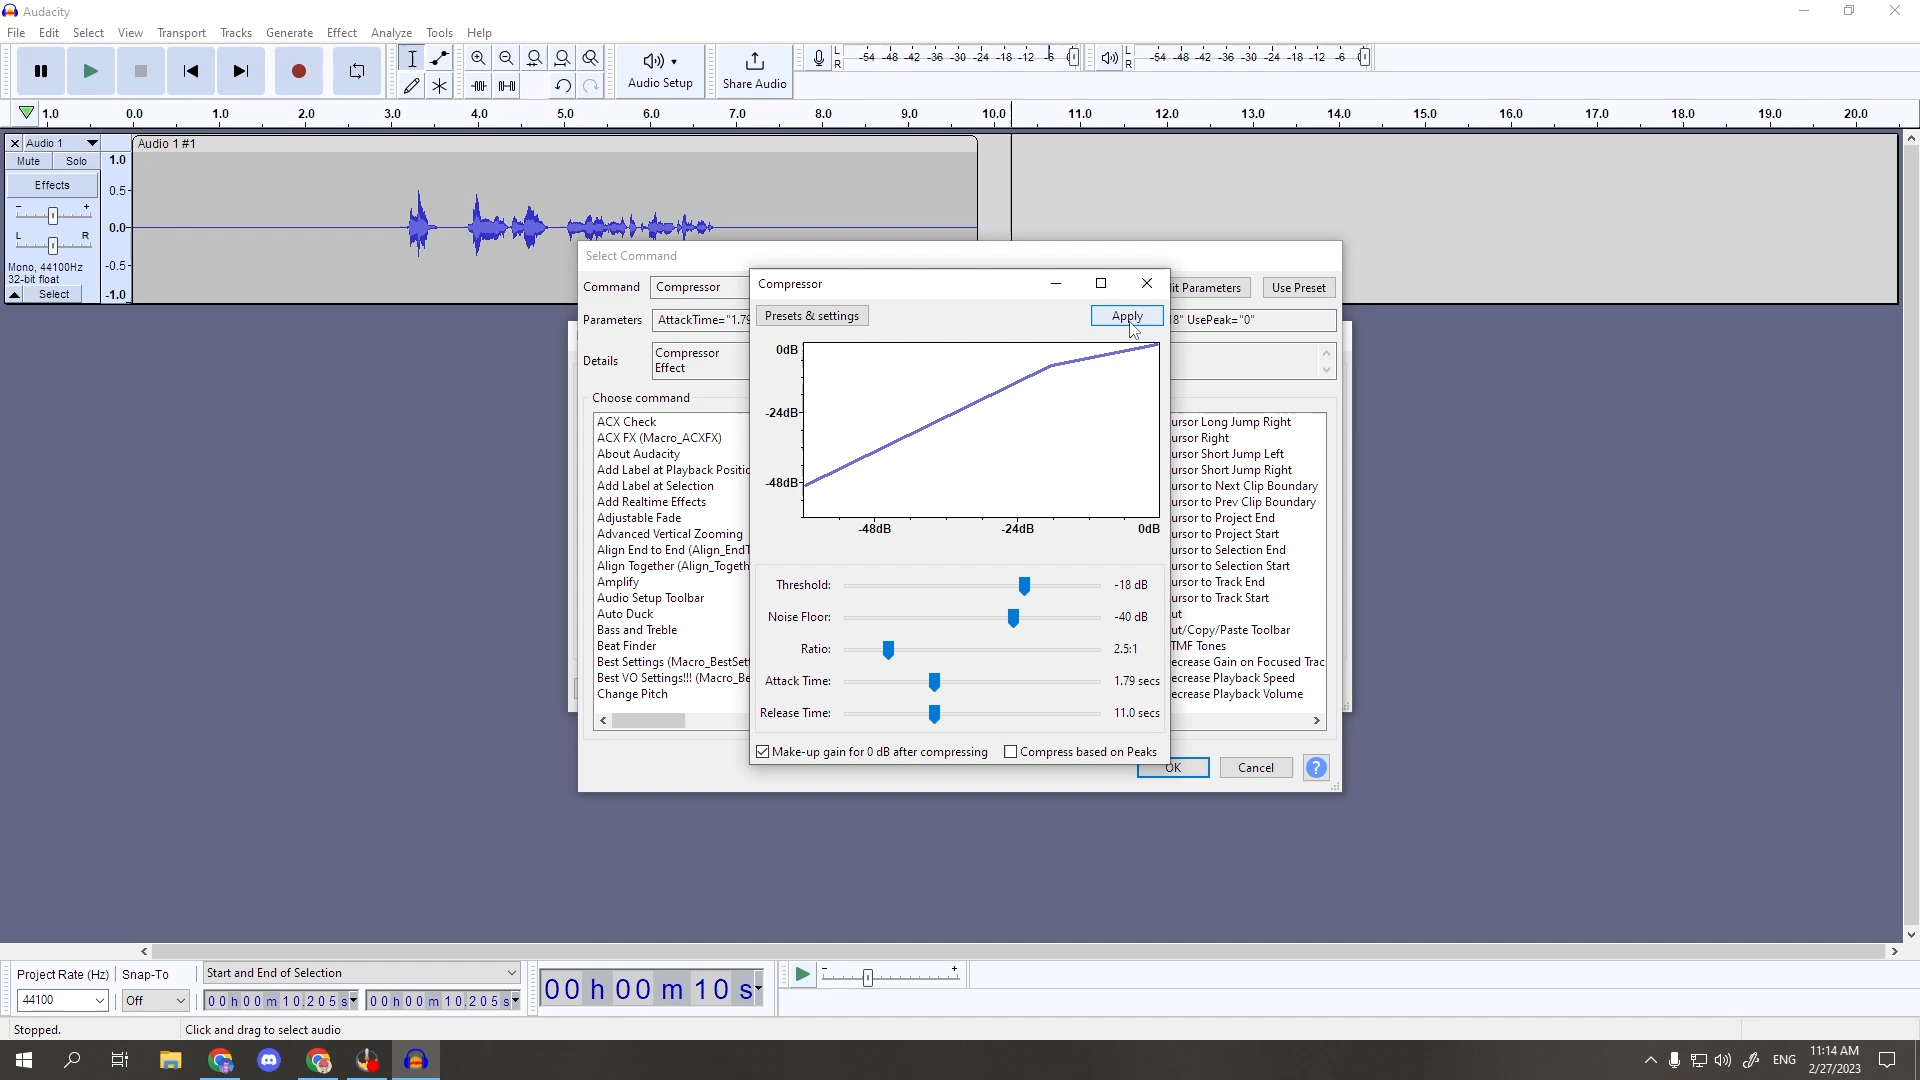 Audacity
File Edit Select View Transport Tracks Generate Effect Analyze Tools Help
Audio Setup
Share Audio
L
R
-54 -48 -42 -36 -30 -24 -18 -12 -6
L
R
-54 -48 -42 -36 -30 -24 -18 -12 -6
1.0 0.0 1.0 2.0 3.0 4.0 5.0 6.0 7.0 8.0 9.0 10.0 11.0 12.0 13.0 14.0 15.0 16.0 17.0 18.0 19.0 20.0
Audio 1
Audio 1 #1
Mute Solo
Effects
- +
L R
Mono, 44100Hz
32-bit float
Select
1.0
0.5
0.0
-0.5
-1.0
Select Command
Command Compressor
it Parameters Use Preset
Parameters AttackTime="1.79
8" UsePeak="0"
Details
Compressor
Effect
Choose command
ACX Check
ACX FX (Macro_ACXFX)
About Audacity
Add Label at Playback Positio
Add Label at Selection
Add Realtime Effects
Adjustable Fade
Advanced Vertical Zooming
Align End to End (Align_EndT
Align Together (Align_Togeth
Amplify
Audio Setup Toolbar
Auto Duck
Bass and Treble
Beat Finder
Best Settings (Macro_BestSett
Best VO Settings!!! (Macro_Be
Change Pitch
ursor Long Jump Right
ursor Right
ursor Short Jump Left
ursor Short Jump Right
ursor to Next Clip Boundary
ursor to Prev Clip Boundary
ursor to Project End
ursor to Project Start
ursor to Selection End
ursor to Selection Start
ursor to Track End
ursor to Track Start
ut
ut/Copy/Paste Toolbar
TMF Tones
ecrease Gain on Focused Trac
ecrease Playback Speed
ecrease Playback Volume
OK Cancel ?
Compressor
Presets & settings
Apply
0dB
-24dB
-48dB
-48dB -24dB 0dB
Threshold: -18 dB
Noise Floor: -40 dB
Ratio: 2.5:1
Attack Time: 1.79 secs
Release Time: 11.0 secs
Make-up gain for 0 dB after compressing Compress based on Peaks
Project Rate (Hz) Snap-To Start and End of Selection
44100 Off 00h00m10.205s 00h00m10.205s
00 h 00 m 10 s
- +
Stopped. Click and drag to select audio
ENG
11:14 AM
2/27/2023